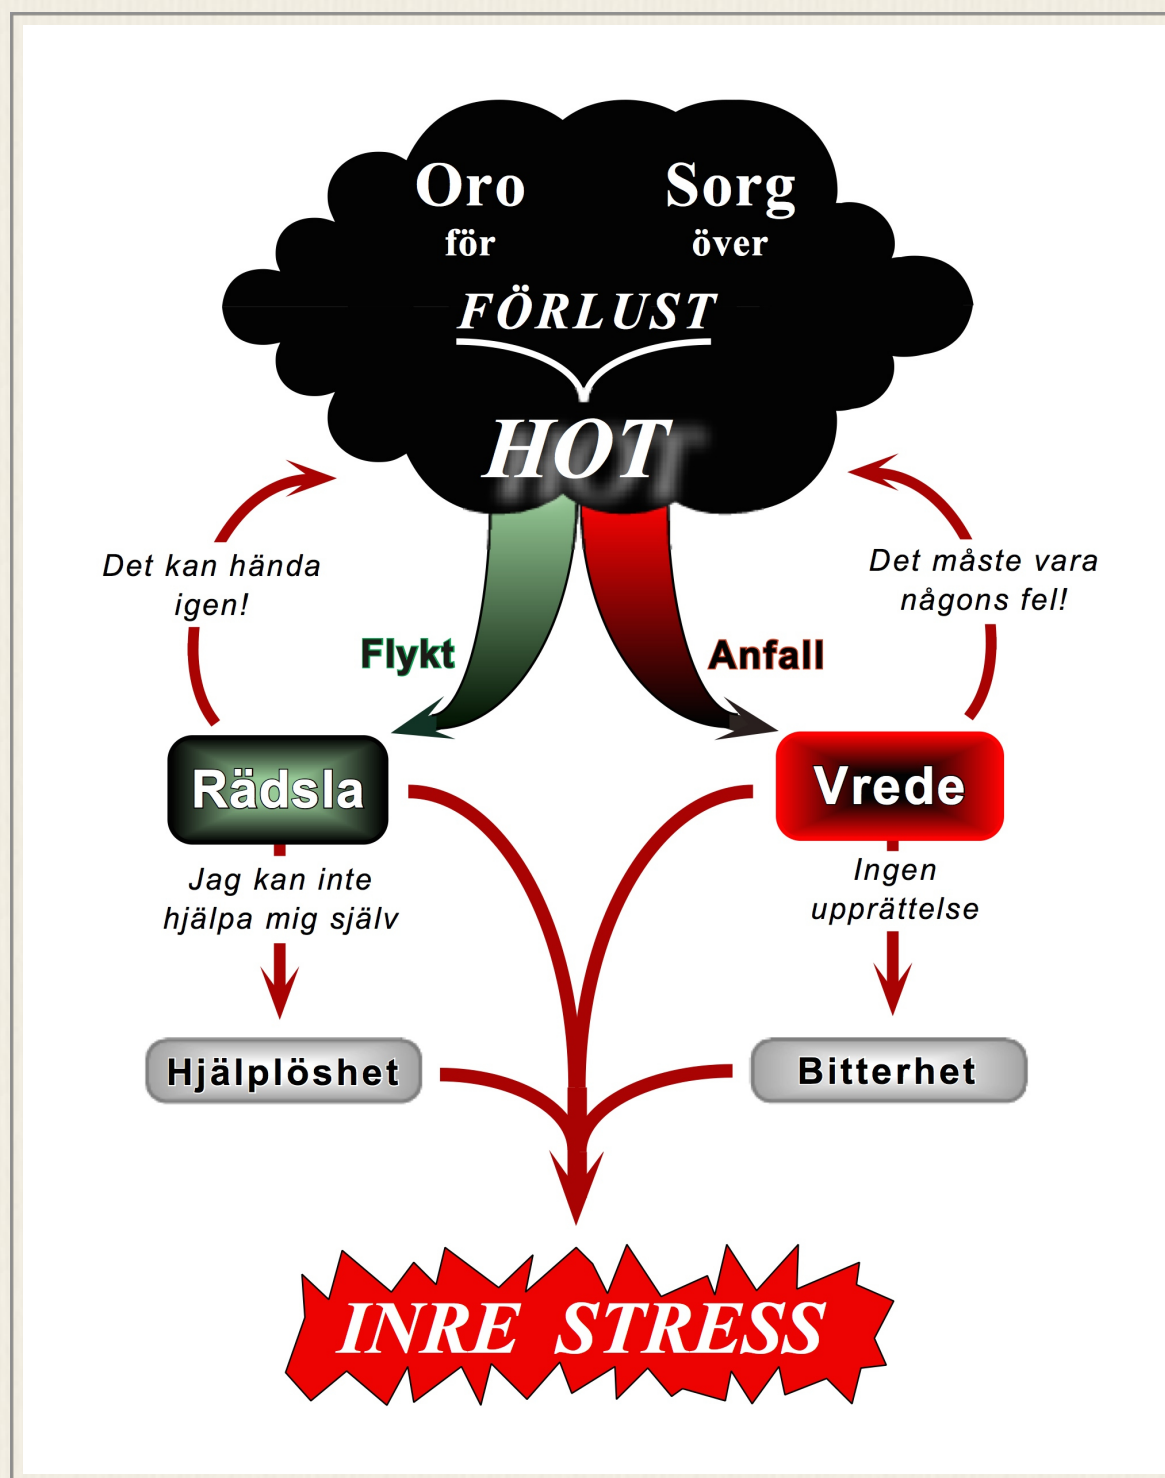 Oro Sorg
för över
FÖRLUST
HOT
Det kan hända
igen!
Det måste vara
någons fel!
Flykt
Anfall
Rädsla
Vrede
Jag kan inte
hjälpa mig själv
Ingen
upprättelse
Hjälplöshet
Bitterhet
INRE STRESS